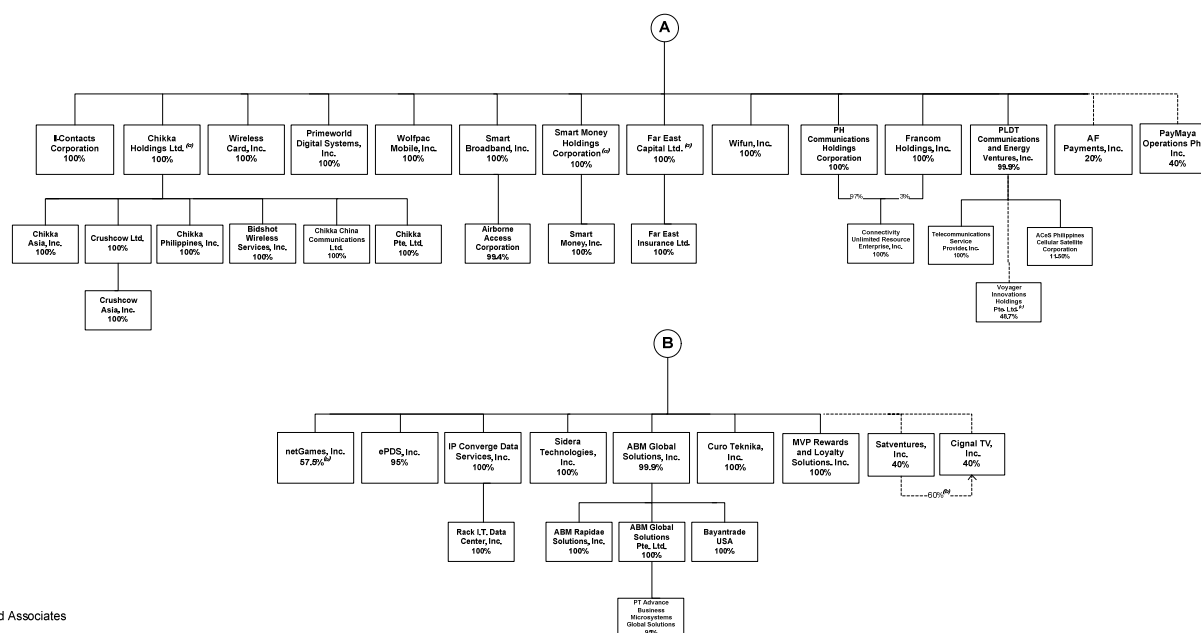 A
I-Contacts
Corporation
100%
Chikka
Holdings Ltd. (a)
100%
Wireless
Card, Inc.
100%
Primeworld
Digital Systems,
Inc.
100%
Wolfpac
Mobile, Inc.
100%
Smart
Broadband, Inc.
100%
Smart Money
Holdings
Corporation(a)
100%
Far East
Capital Ltd. (a)
100%
Wifun, Inc.
100%
PH
Communications
Holdings
Corporation
100%
Francom
Holdings, Inc.
100%
PLDT
Communications
and Energy
Ventures, Inc.
99.9%
AF
Payments, Inc.
20%
PayMaya
Operations Ph
Inc.
40%
97%
3%
Chikka
Asia, Inc.
100%
Crushcow Ltd.
100%
Chikka
Philippines, Inc.
100%
Bidshot
Wireless
Services, Inc.
100%
Chikka China
Communications
Ltd.
100%
Chikka
Pte. Ltd.
100%
Airborne
Access
Corporation
99.4%
Smart
Money, Inc.
100%
Far East
Insurance Ltd.
100%
Connectivity
Unlimited Resource
Enterprise, Inc.
100%
Telecommunications
Service
Provider, Inc.
100%
ACeS Philippines
Cellular Satellite
Corporation
11.50%
Crushcow
Asia, Inc.
100%
Voyager
Innovations
Holdings
Pte. Ltd.
48.7%
B
netGames, Inc.
57.5%
ePDS, Inc.
95%
IP Converge Data
Services, Inc.
100%
Sidera
Technologies,
Inc.
100%
ABM Global
Solutions, Inc.
99.9%
Curo Teknika,
Inc.
100%
MVP Rewards
and Loyalty
Solutions. Inc.
100%
Satventures,
Inc.
40%
Cignal TV,
Inc.
40%
60%(b)
Rack I.T. Data
Center, Inc.
100%
ABM Rapidae
Solutions, Inc.
100%
ABM Global
Solutions
Pte. Ltd.
100%
Bayantrade
USA
100%
PT Advance
Business
Microsystems
Global Solutions
d Associates